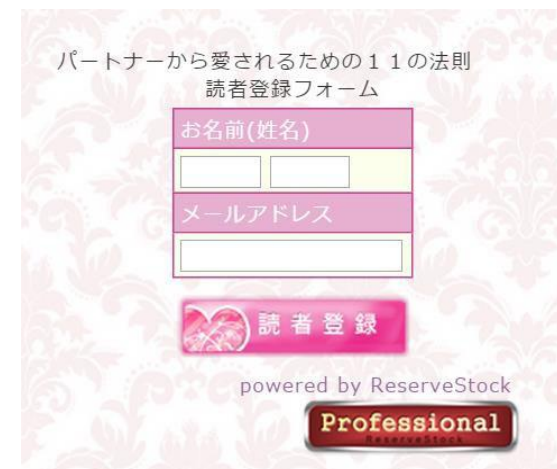 パートナーから愛されるための１１の法則
読者登録フォーム
お名前(姓名)
メールアドレス
読者登録
powered by ReserveStock
Professional
ReserveStock